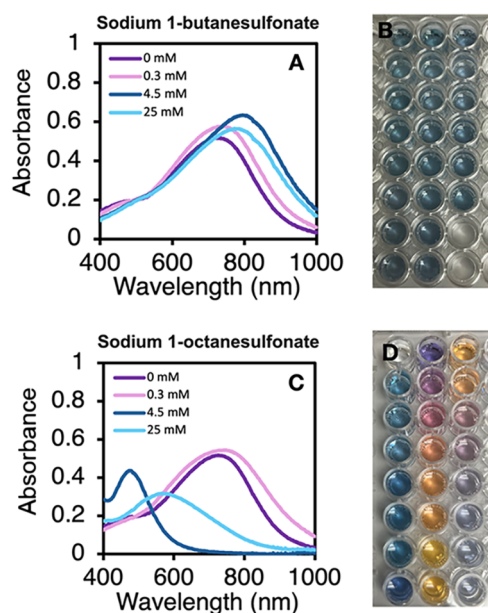 Sodium 1-butanesulfonate
A
0 mM
0.3 mM
4.5 mM
25 mM
Absorbance
1
0.8
0.6
0.4
0.2
0
400 600 800 1000
Wavelength (nm)
B
Sodium 1-octanesulfonate
C
0 mM
0.3 mM
4.5 mM
25 mM
Absorbance
1
0.8
0.6
0.4
0.2
0
400 600 800 1000
Wavelength (nm)
D